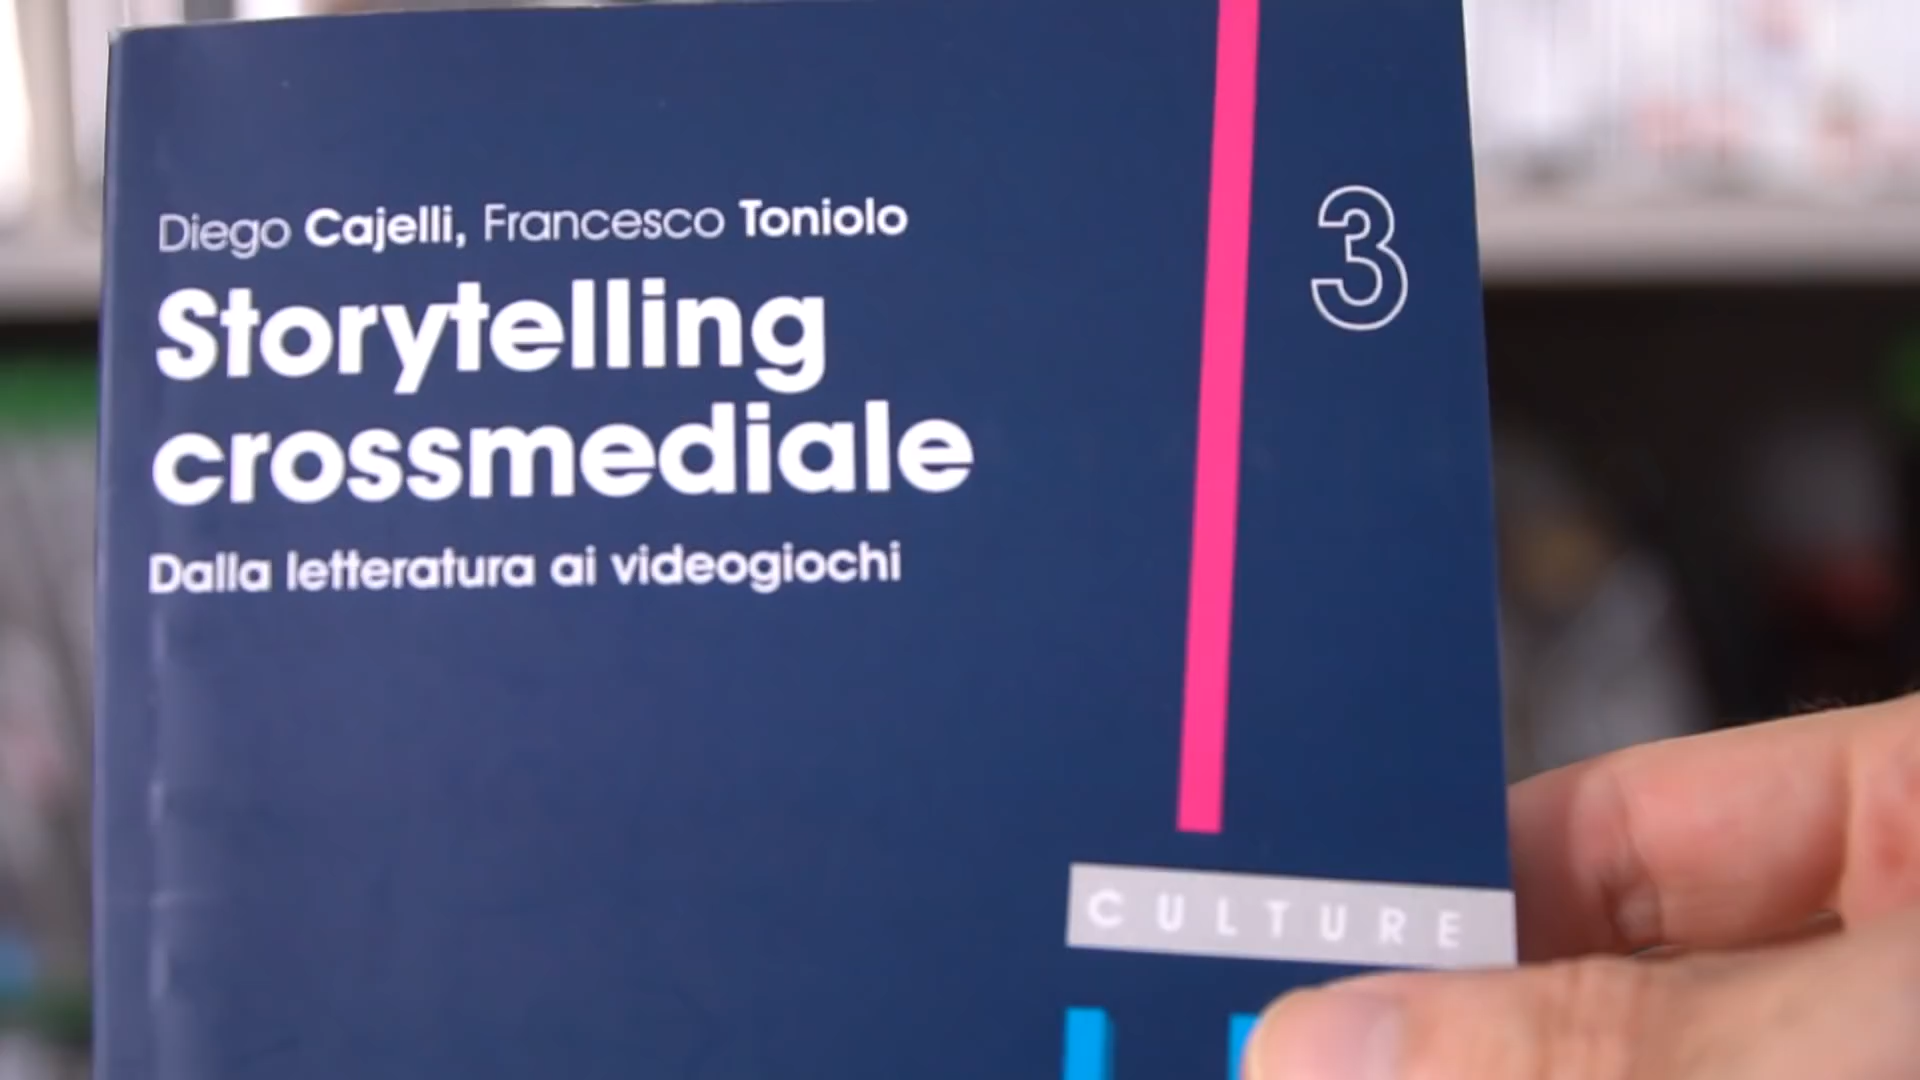 Diego Cajelli, Francesco Toniolo
Storytelling
crossmediale
Dalla letteratura ai videogiochi
3
CULTURE